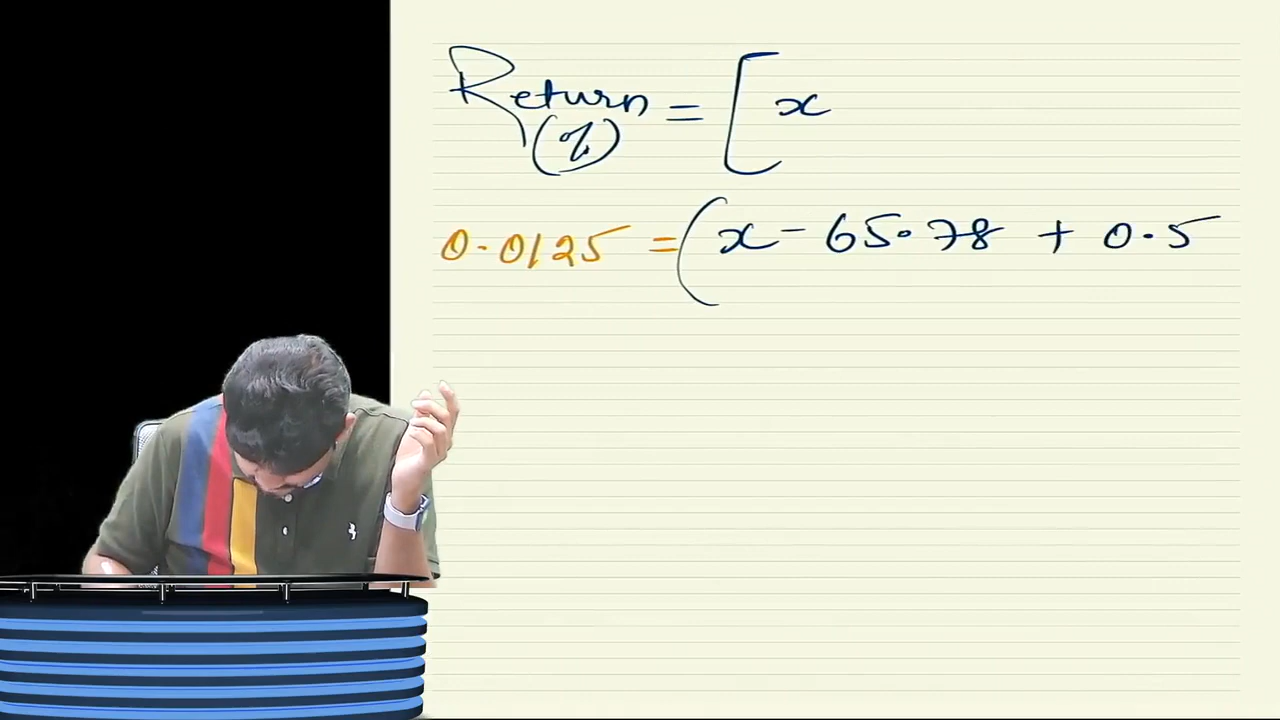 Return = [ x
(%)
0.0125 = ( x - 65.78 + 0.5